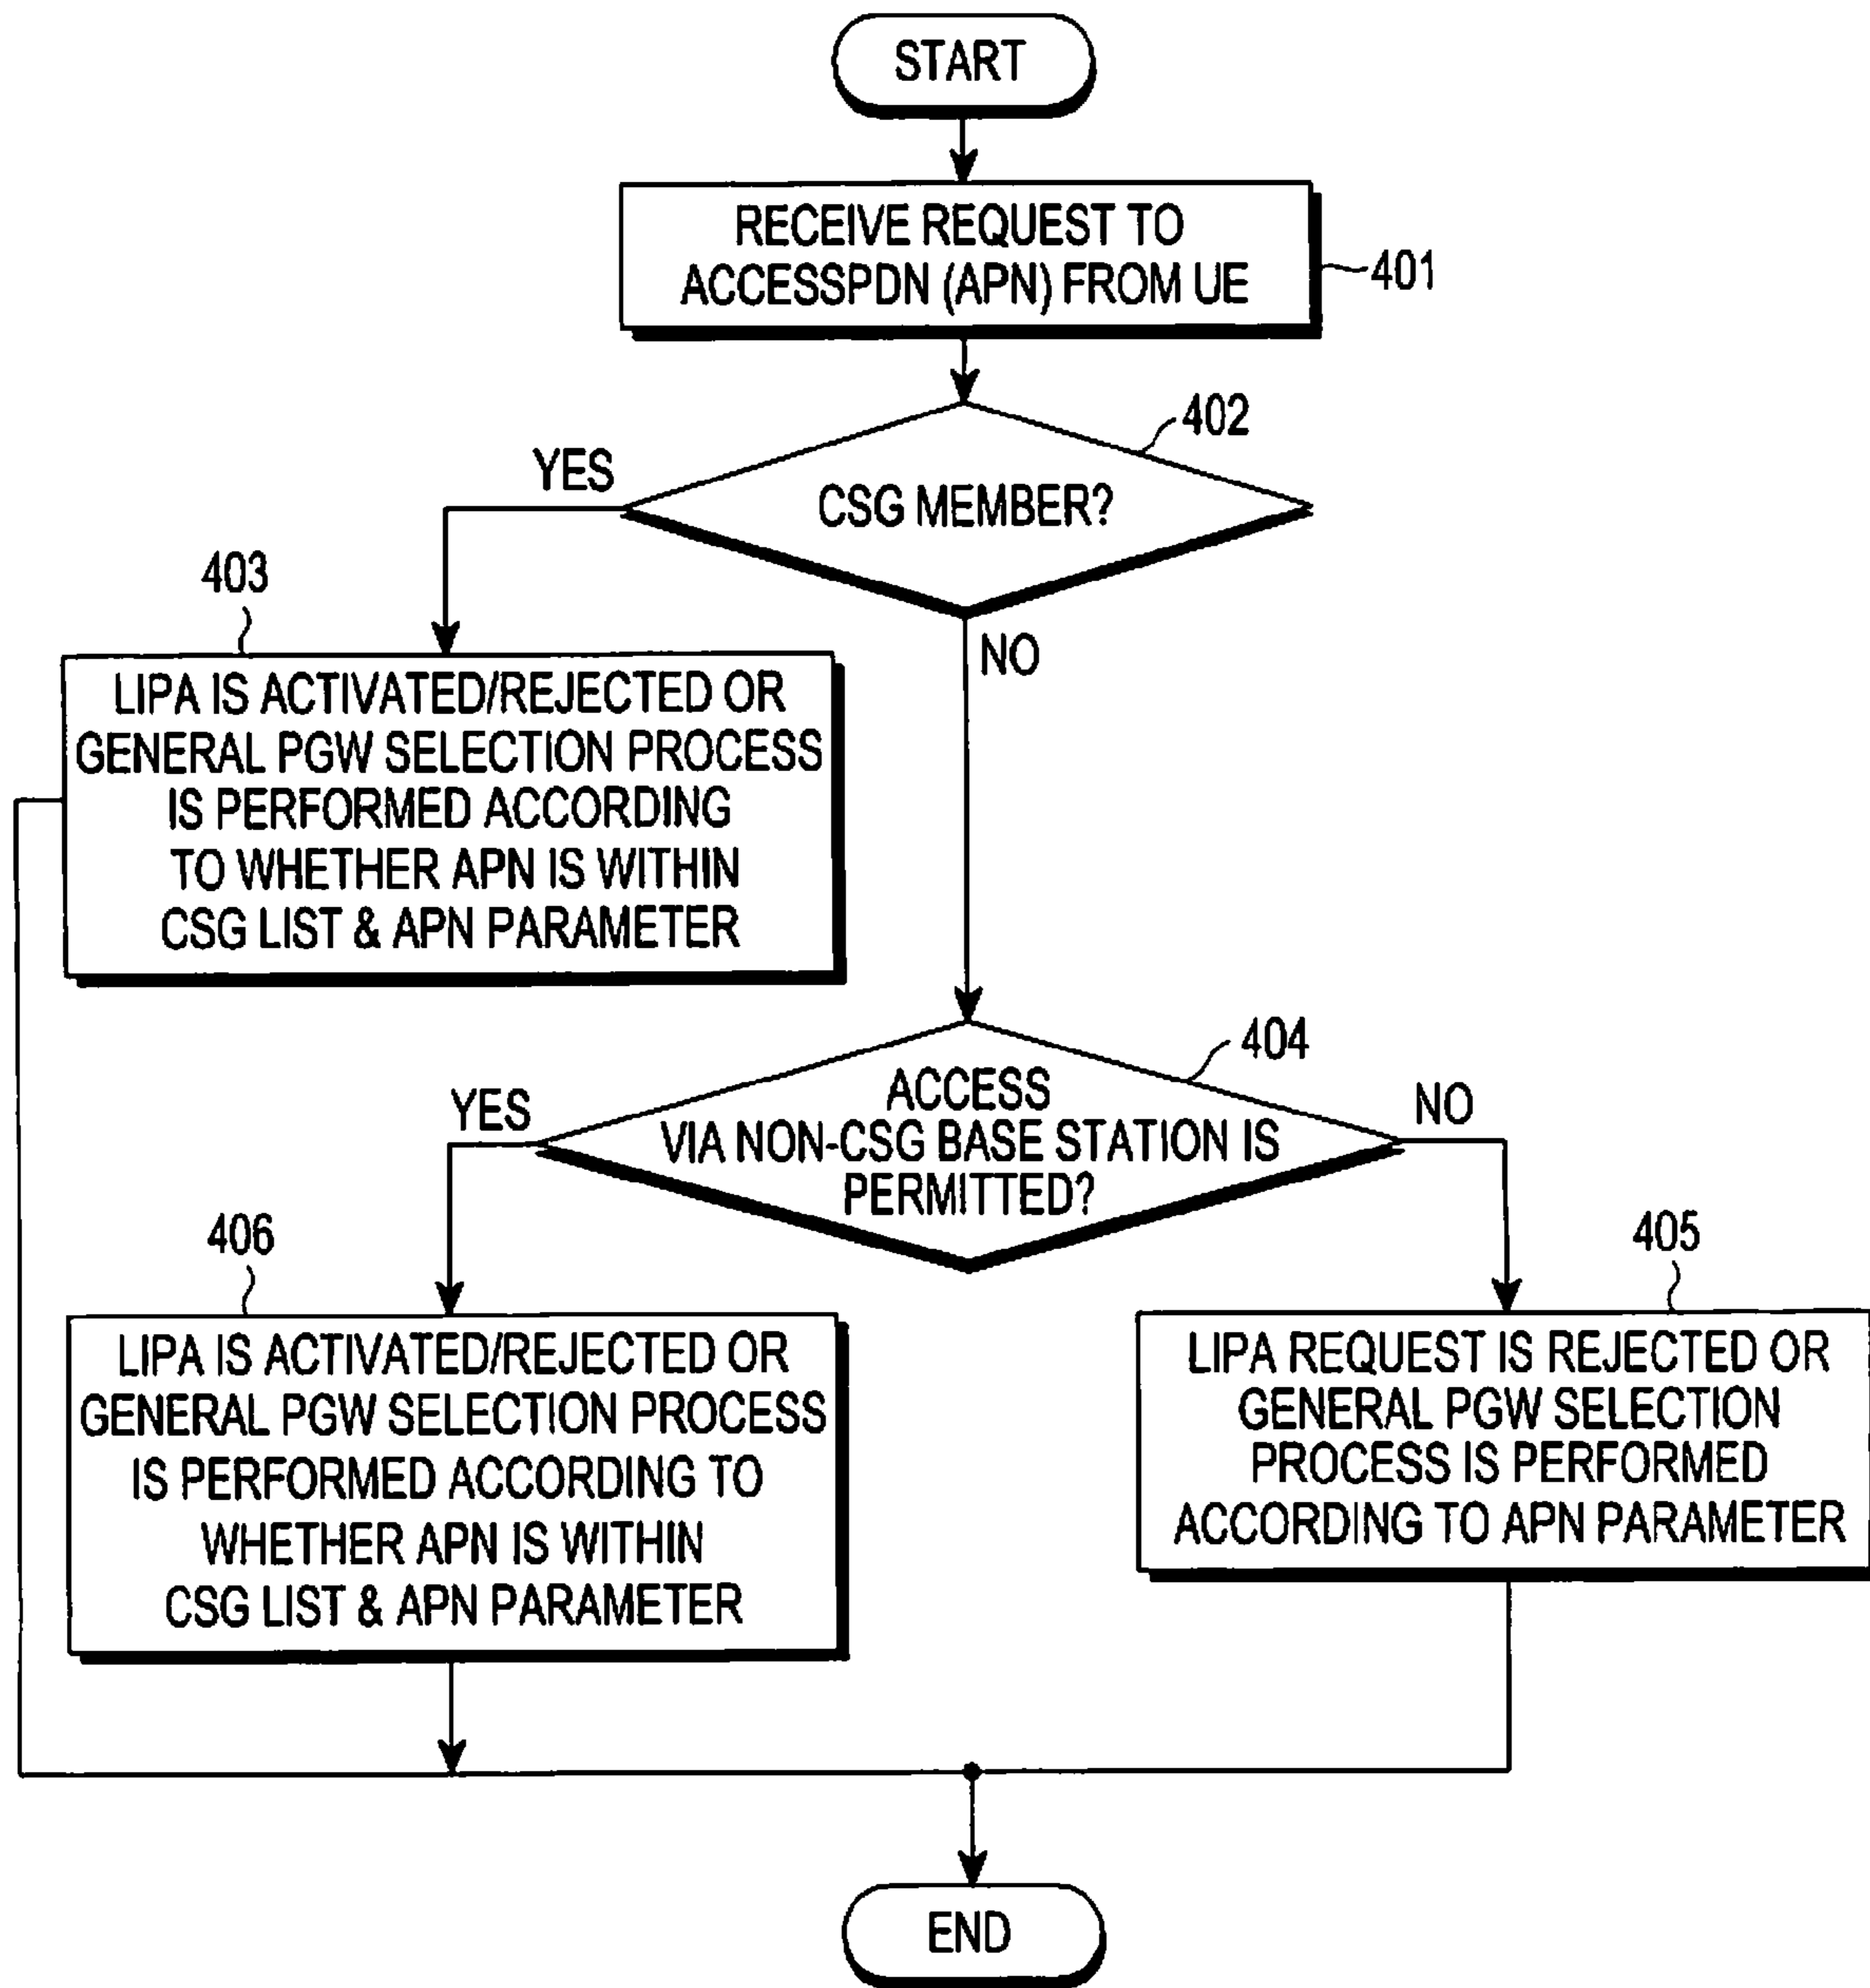 START
RECEIVE REQUEST TO
ACCESSPDN (APN) FROM UE
401
402
YES
CSG MEMBER?
403
NO
LIPA IS ACTIVATED/REJECTED OR
GENERAL PGW SELECTION PROCESS
IS PERFORMED ACCORDING
TO WHETHER APN IS WITHIN
CSG LIST & APN PARAMETER
404
YES
ACCESS
VIA NON-CSG BASE STATION IS
PERMITTED?
NO
406
405
LIPA IS ACTIVATED/REJECTED OR
GENERAL PGW SELECTION PROCESS
IS PERFORMED ACCORDING TO
WHETHER APN IS WITHIN
CSG LIST & APN PARAMETER
LIPA REQUEST IS REJECTED OR
GENERAL PGW SELECTION
PROCESS IS PERFORMED
ACCORDING TO APN PARAMETER
END